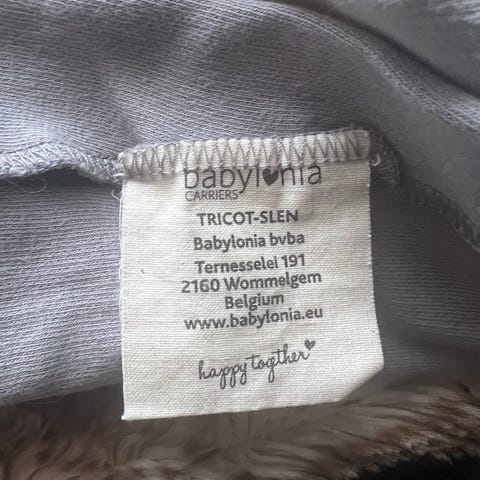 babylonia
CARRIERS
TRICOT-SLEN
Babylonia bvba
Ternesselei 191
2160 Wommelgem
Belgium
www.babylonia.eu
happy together